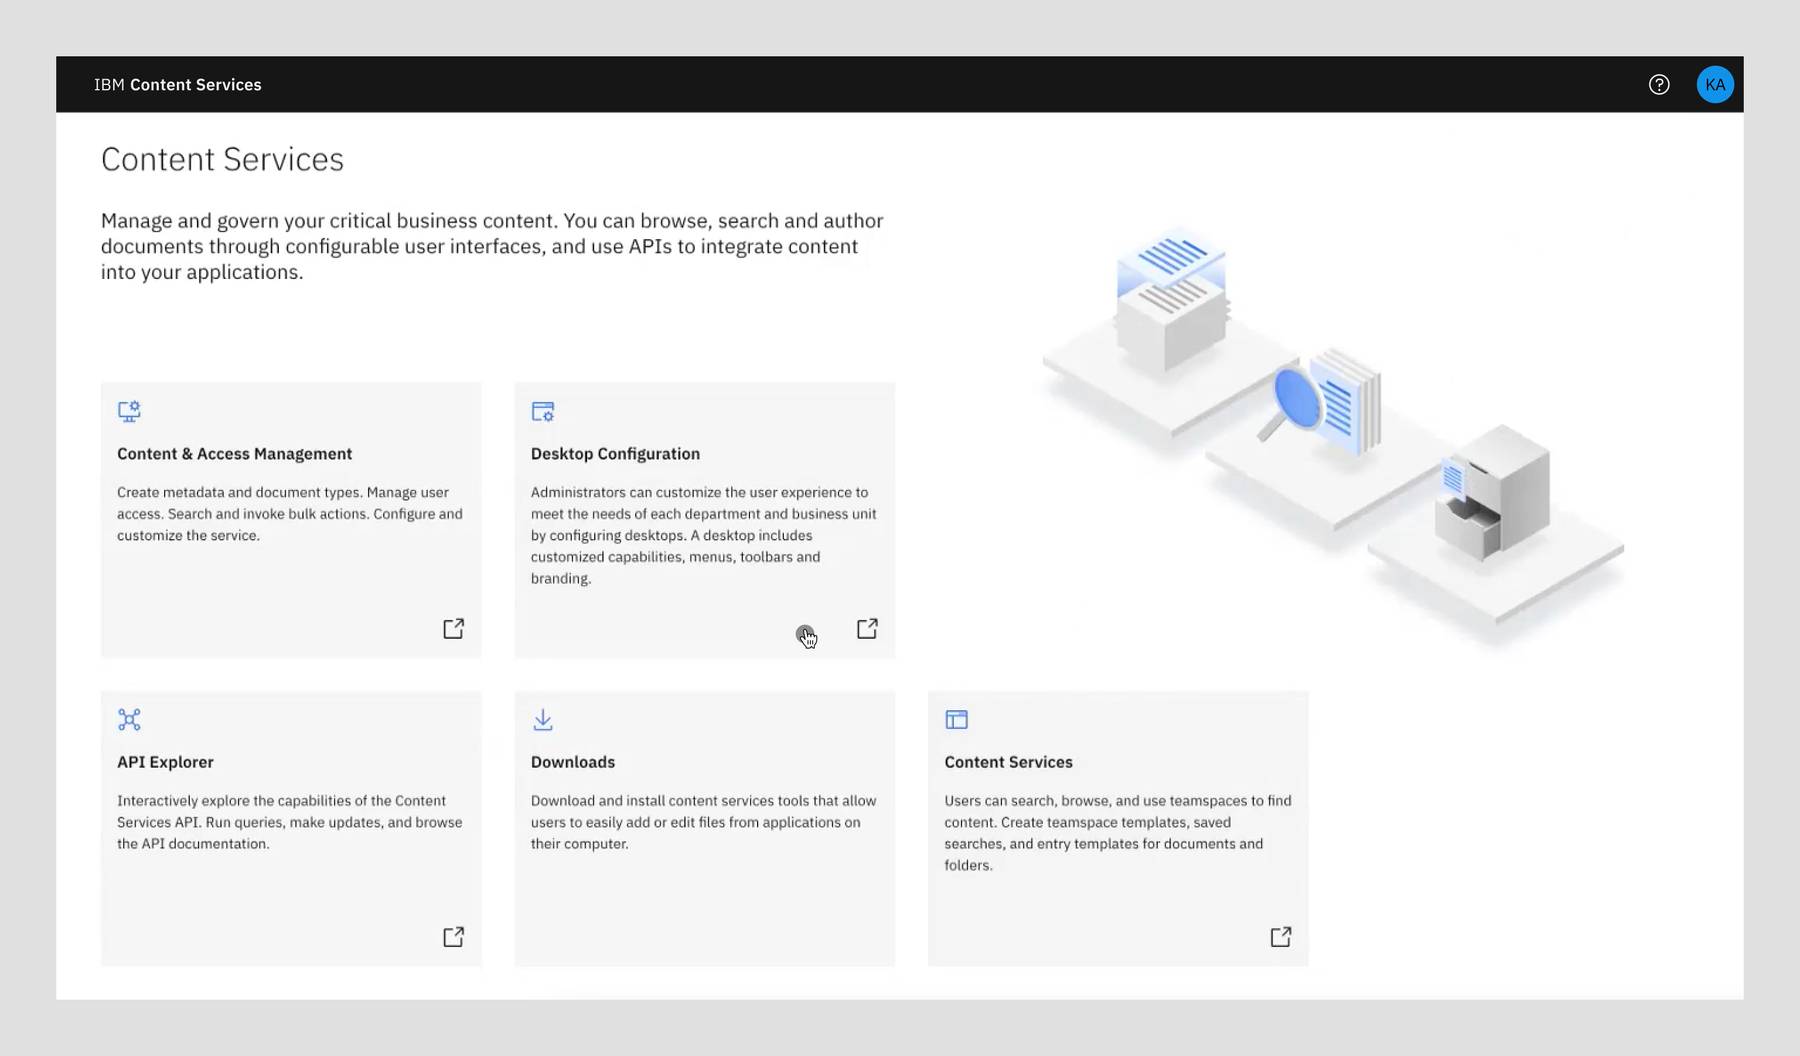 IBM Content Services
KA
Content Services
Manage and govern your critical business content. You can browse, search and author
documents through configurable user interfaces, and use APIs to integrate content
into your applications.
Content & Access Management
Create metadata and document types. Manage user
access. Search and invoke bulk actions. Configure and
customize the service.
Desktop Configuration
Administrators can customize the user experience to
meet the needs of each department and business unit
by configuring desktops. A desktop includes
customized capabilities, menus, toolbars and
branding.
API Explorer
Interactively explore the capabilities of the Content
Services API. Run queries, make updates, and browse
the API documentation.
Downloads
Download and install content services tools that allow
users to easily add or edit files from applications on
their computer.
Content Services
Users can search, browse, and use teamspaces to find
content. Create teamspace templates, saved
searches, and entry templates for documents and
folders.